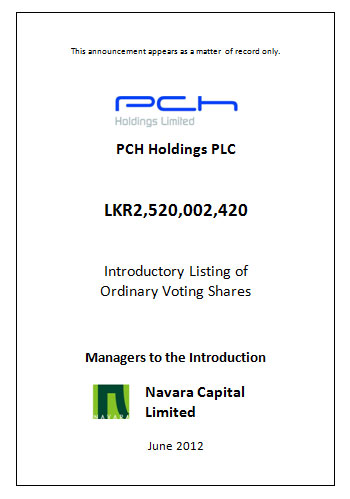 This announcement appears as a matter of record only.
PCH
Holdings Limited
PCH Holdings PLC
LKR2,520,002,420
Introductory Listing of
Ordinary Voting Shares
Managers to the Introduction
NAVARA
Navara Capital
Limited
June 2012